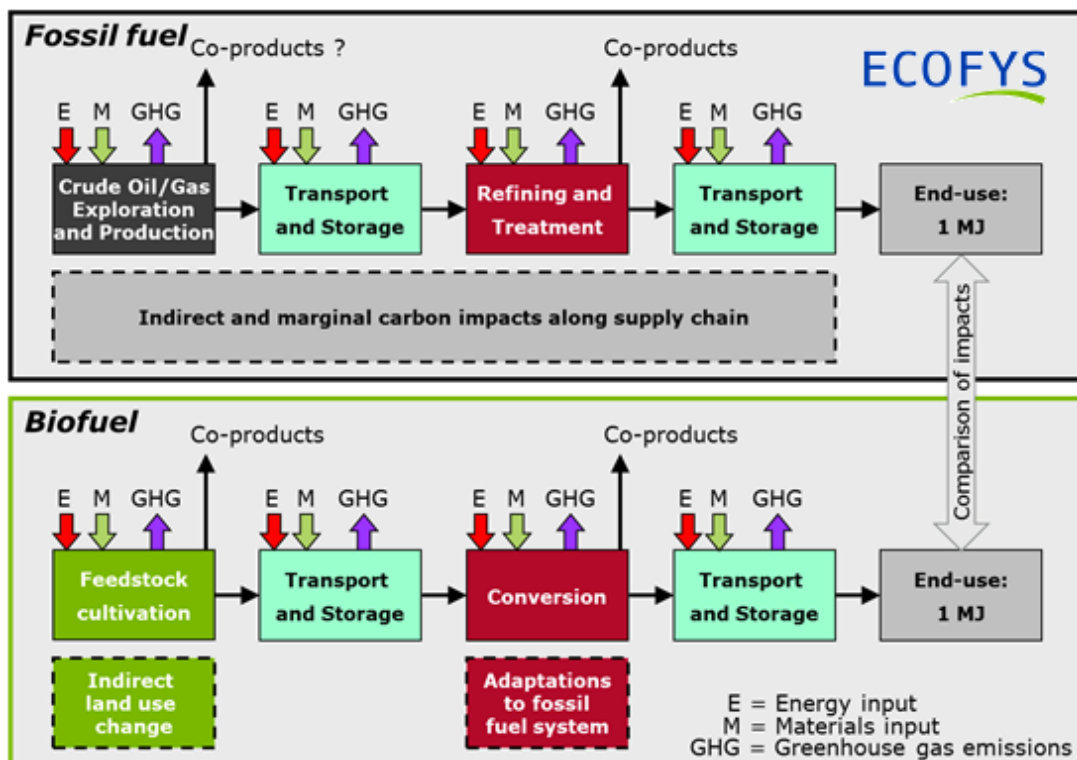 Fossil fuel
Co-products ?
Co-products
ECOFYS
E M GHG
E M GHG
E M GHG
E M GHG
Crude Oil/Gas
Exploration
and Production
Transport
and Storage
Refining and
Treatment
Transport
and Storage
End-use:
1 MJ
Indirect and marginal carbon impacts along supply chain
Comparison of impacts
Biofuel
Co-products
Co-products
E M GHG
E M GHG
E M GHG
E M GHG
Feedstock
cultivation
Transport
and Storage
Conversion
Transport
and Storage
End-use:
1 MJ
Indirect
land use
change
Adaptations
to fossil
fuel system
E = Energy input
M = Materials input
GHG = Greenhouse gas emissions